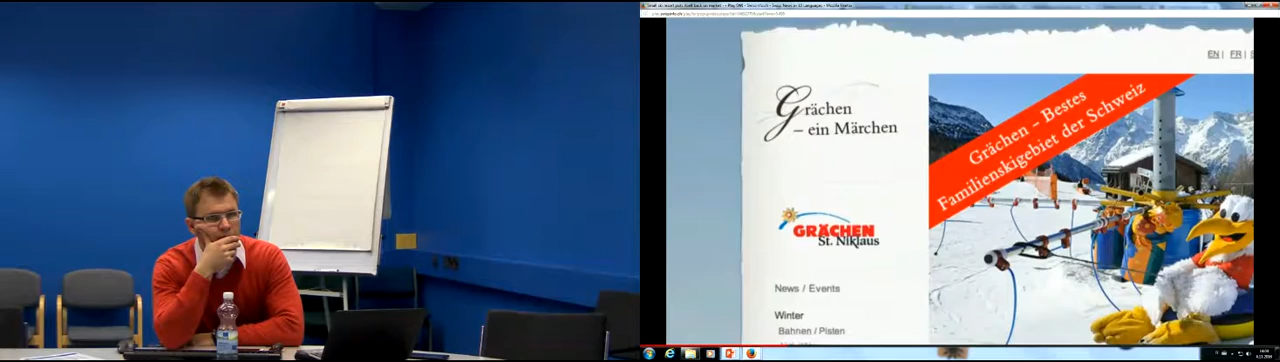 EN | FR |
Grächen
– ein Märchen
Grächen – Bestes
Familienskigebiet der Schweiz
GRÄCHEN
St. Niklaus
News / Events
Winter
Bahnen / Pisten